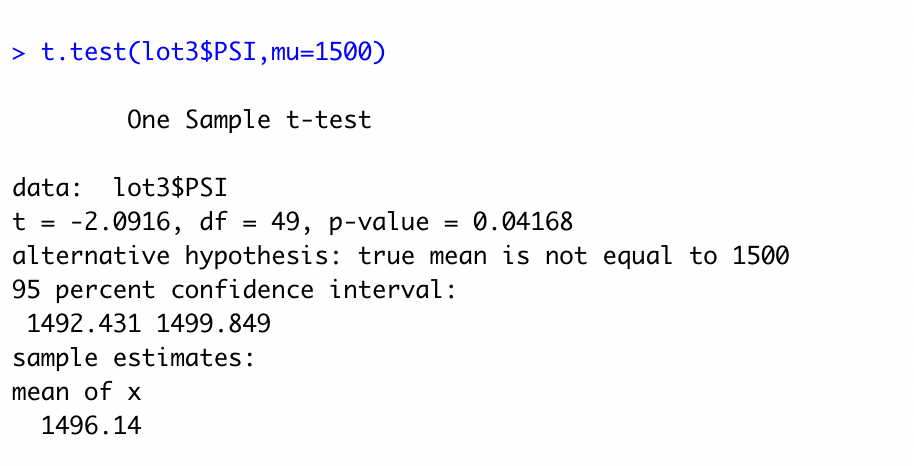 > t.test(lot3$PSI,mu=1500)
One Sample t-test
data:  lot3$PSI
t = -2.0916, df = 49, p-value = 0.04168
alternative hypothesis: true mean is not equal to 1500
95 percent confidence interval:
1492.431 1499.849
sample estimates:
mean of x
1496.14